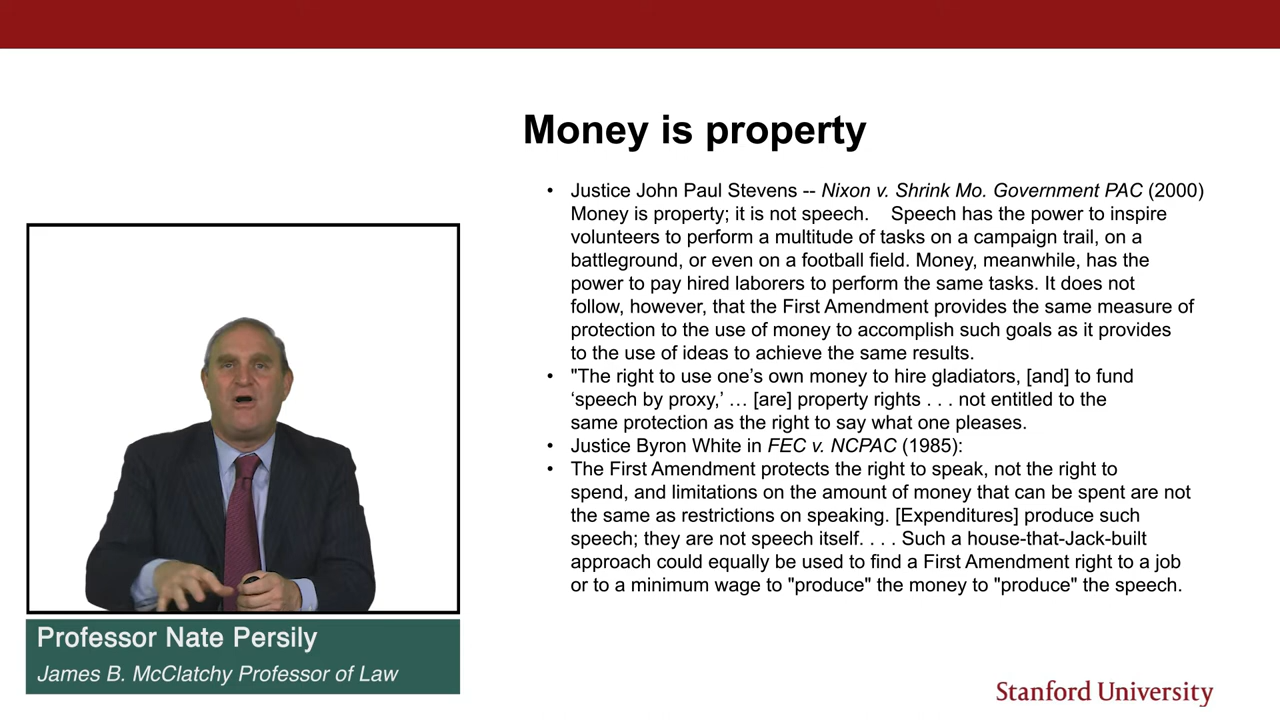 Money is property
• Justice John Paul Stevens -- Nixon v. Shrink Mo. Government PAC (2000)
Money is property; it is not speech. Speech has the power to inspire
volunteers to perform a multitude of tasks on a campaign trail, on a
battleground, or even on a football field. Money, meanwhile, has the
power to pay hired laborers to perform the same tasks. It does not
follow, however, that the First Amendment provides the same measure of
protection to the use of money to accomplish such goals as it provides
to the use of ideas to achieve the same results.
• "The right to use one’s own money to hire gladiators, [and] to fund
‘speech by proxy,’ … [are] property rights . . . not entitled to the
same protection as the right to say what one pleases.
• Justice Byron White in FEC v. NCPAC (1985):
• The First Amendment protects the right to speak, not the right to
spend, and limitations on the amount of money that can be spent are not
the same as restrictions on speaking. [Expenditures] produce such
speech; they are not speech itself. . . . Such a house-that-Jack-built
approach could equally be used to find a First Amendment right to a job
or to a minimum wage to "produce" the money to "produce" the speech.
Professor Nate Persily
James B. McClatchy Professor of Law
Stanford University